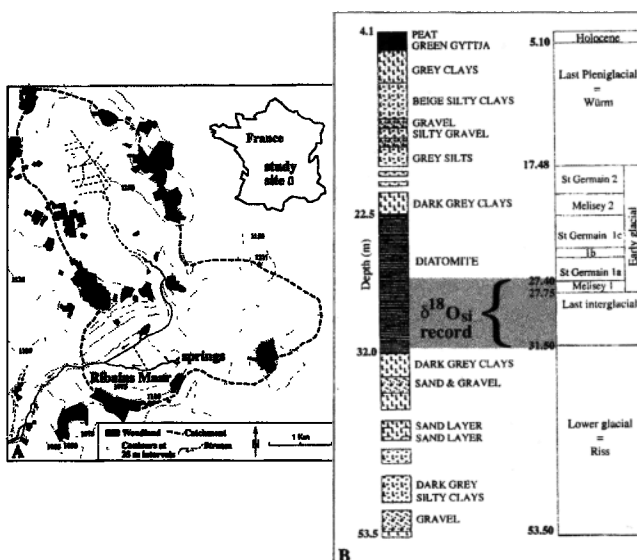 France
study
site
springs
Ribains Maar
Woodland
Catchment
Stream
Contours at
25 m intervals
N
1 Km
A
Depth (m)
4.1
22.5
32.0
53.5
PEAT
GREEN GYTTJA
GREY CLAYS
BEIGE SILTY CLAYS
GRAVEL
SILTY GRAVEL
GREY SILTS
DARK GREY CLAYS
DIATOMITE
δ18Osi
record
DARK GREY CLAYS
SAND & GRAVEL
SAND LAYER
SAND LAYER
DARK GREY
SILTY CLAYS
GRAVEL
5.10
17.48
27.40
27.75
31.50
53.50
Holocene
Last Pleniglacial
=
Würm
St Germain 2
Melisey 2
St Germain 1c
1b
St Germain 1a
Melisey 1
Early glacial
Last interglacial
Lower glacial
=
Riss
B